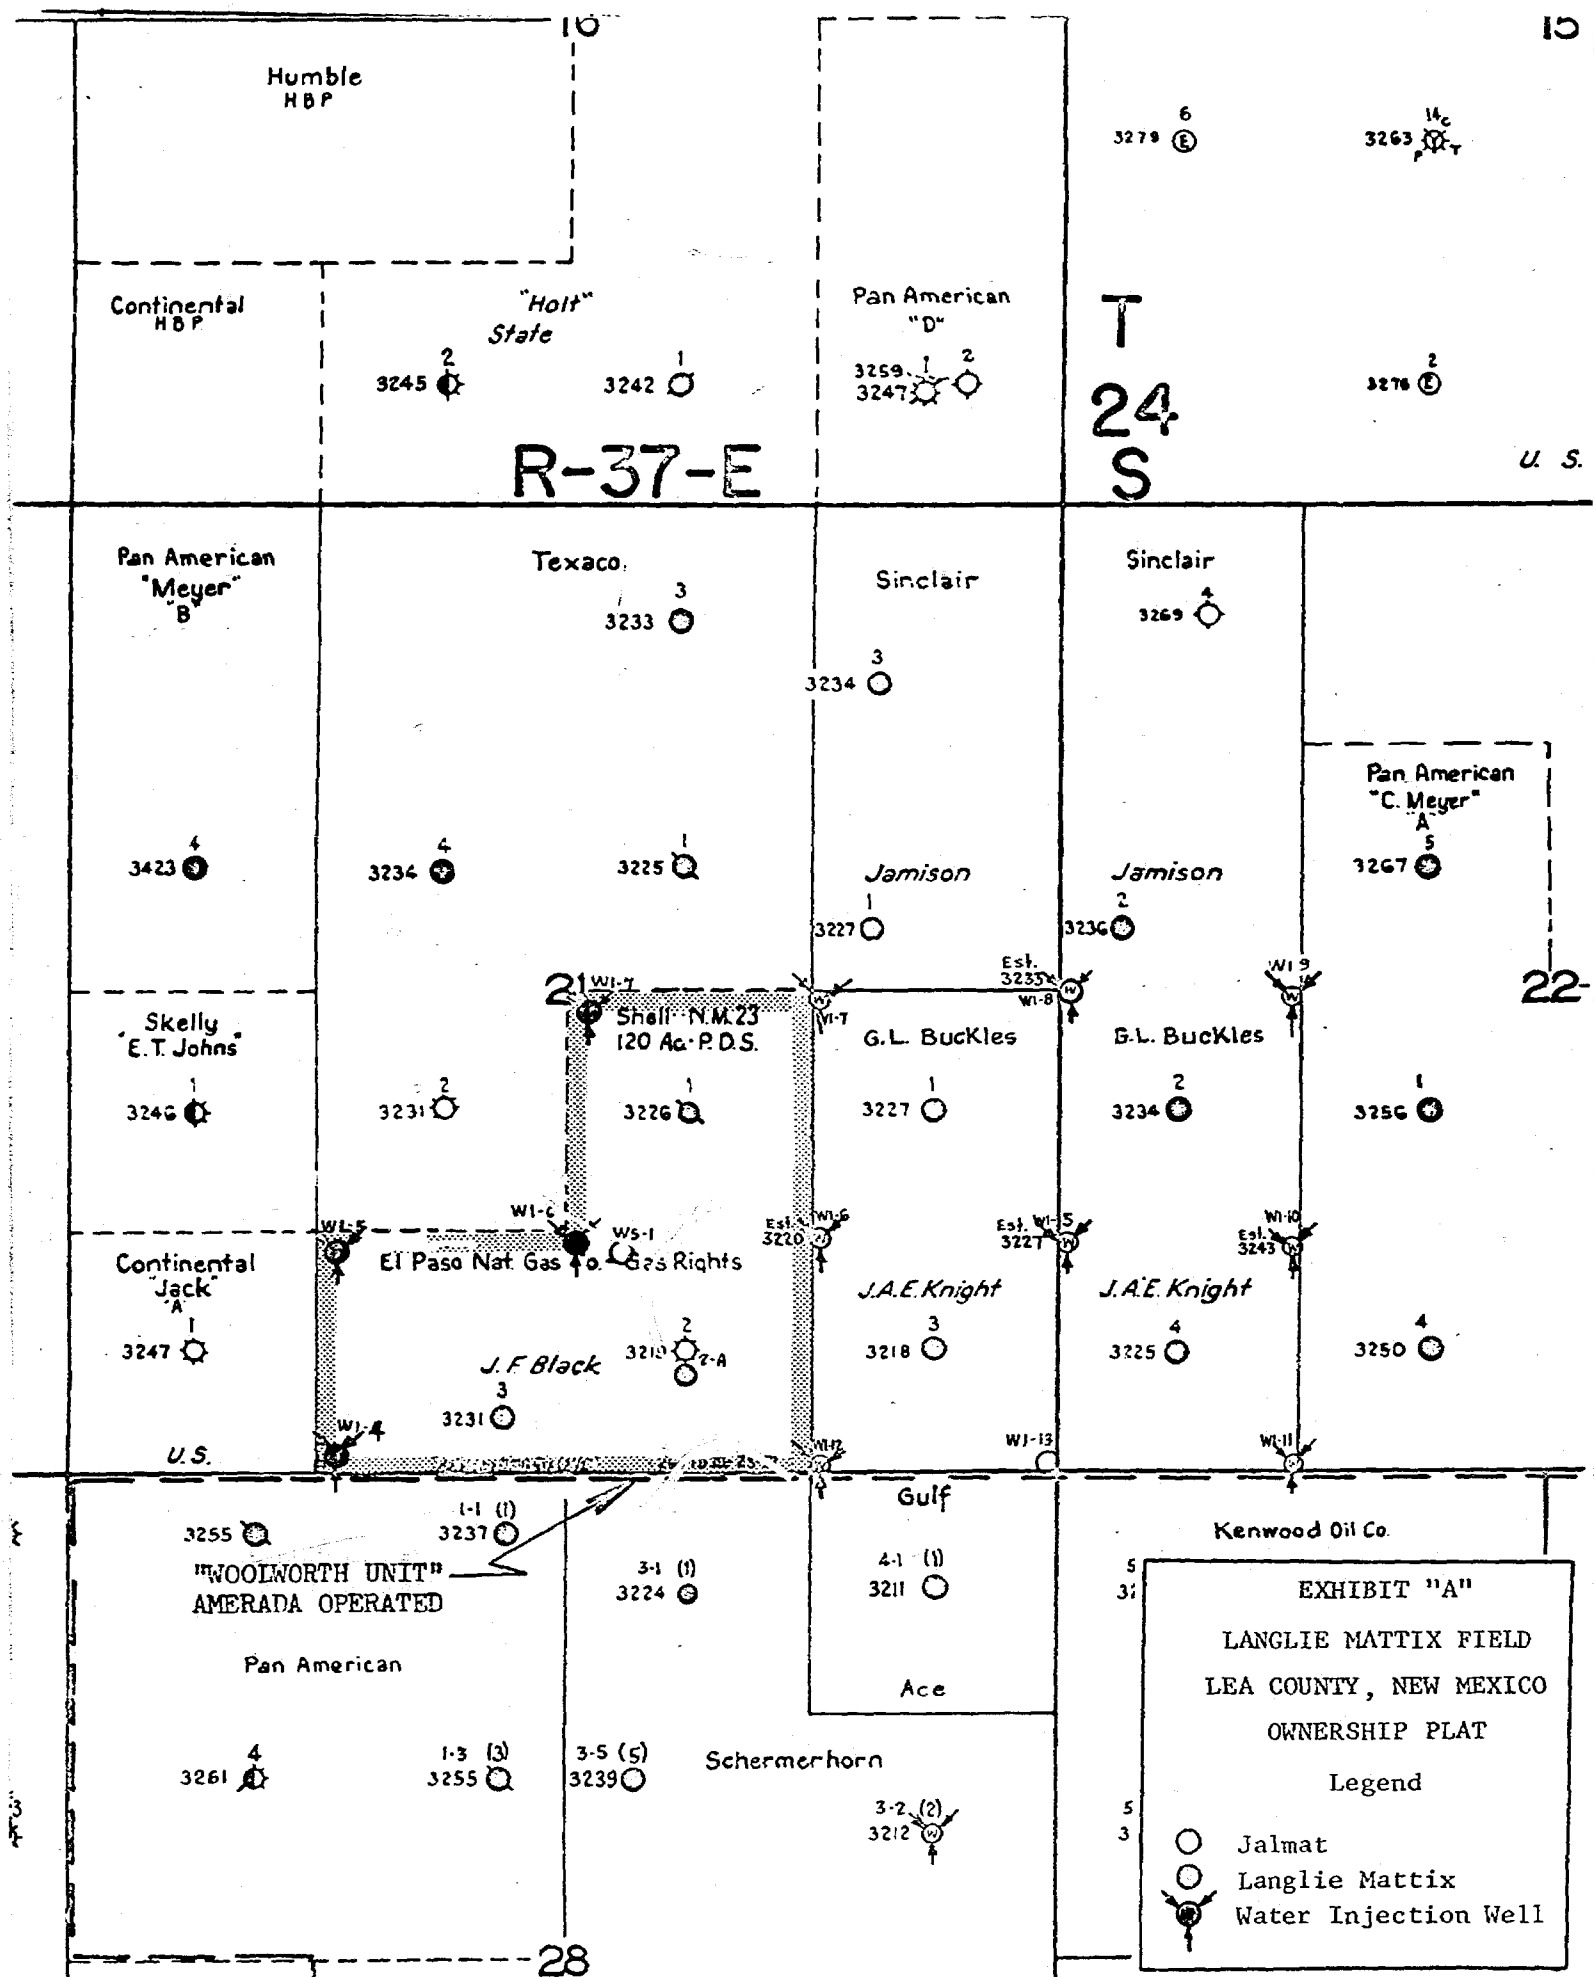 16
15
Humble
H B P
6
3279 E
14c
3263
P T
Continental
H B P
"Holt"
State
2
3245
1
3242
Pan American
"D"
3259
3247
2
T
24
S
2
3276 E
R-37-E
U. S.
Pan American
"Meyer"
"B"
Texaco
3
3233
Sinclair
3
3234
Sinclair
4
3269
Pan American
"C. Meyer"
A
5
3267
4
3423
4
3234
1
3225
Jamison
1
3227
Jamison
2
3236
21
WI-7
Est.
3235
WI-8
WI 9
22
Skelly
"E.T. Johns"
Shell N.M. 23
120 Ac. P.D.S.
G.L. Buckles
G.L. Buckles
1
3246
2
3231
1
3226
1
3227
2
3234
1
3256
WI-5
WI-6
WS-1
Est.
3220
WI-6
Est.
3227
WI-5
WI-10
Est.
3243
Continental
"Jack"
"A"
El Paso Nat. Gas Co. - Gas Rights
J.A.E. Knight
J.A.E. Knight
1
3247
J. F. Black
2
3219
2-A
3
3218
4
3225
4
3250
3
3231
WI-4
U.S.
WI-12
WI-13
WI-11
Gulf
Kenwood Oil Co.
3255
1-1 (1)
3237
"WOOLWORTH UNIT"
AMERADA OPERATED
3-1 (1)
3224
4-1 (1)
3211
Pan American
Ace
4
3261
1-3 (3)
3255
3-5 (5)
3239
Schermerhorn
3-2 (2)
3212 W
28
5
5
3
EXHIBIT "A"
LANGLIE MATTIX FIELD
LEA COUNTY, NEW MEXICO
OWNERSHIP PLAT
Legend
Jalmat
Langlie Mattix
Water Injection Well